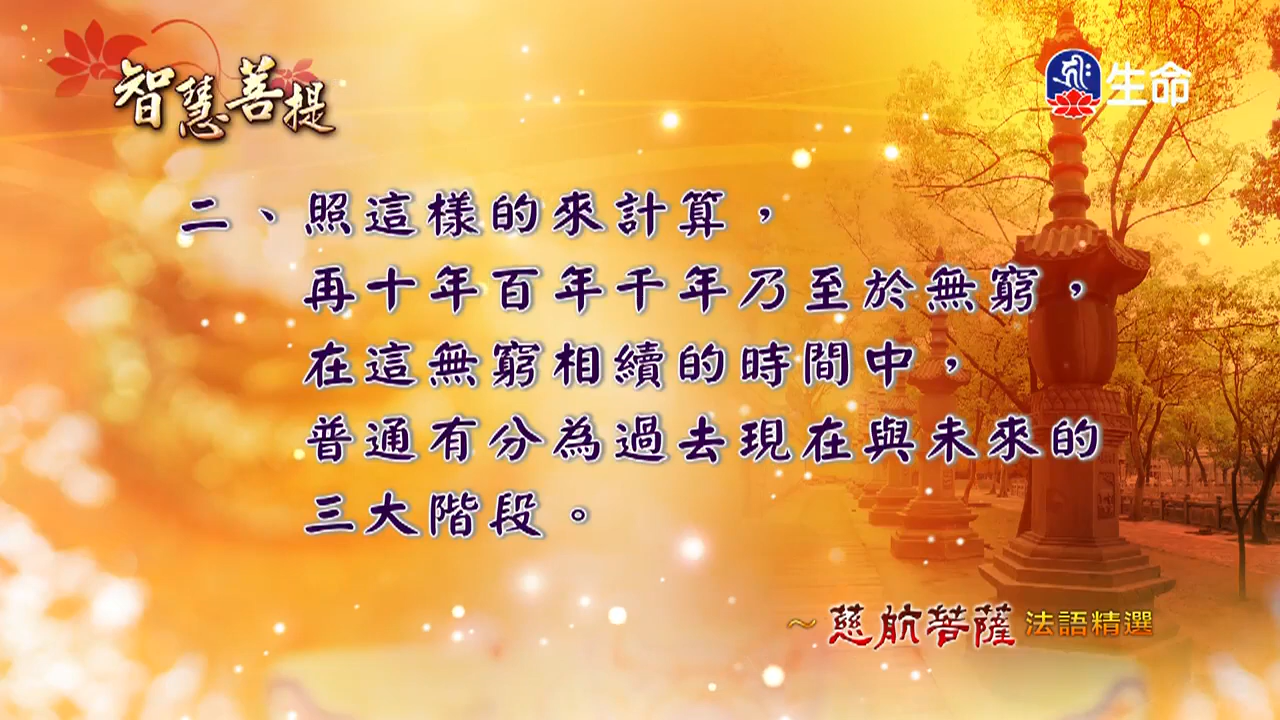 智慧菩提
生命
二、照這樣的來計算，
再十年百年千年乃至於無窮，
在這無窮相續的時間中，
普通有分為過去現在與未來的
三大階段。
～慈航菩薩法語精選